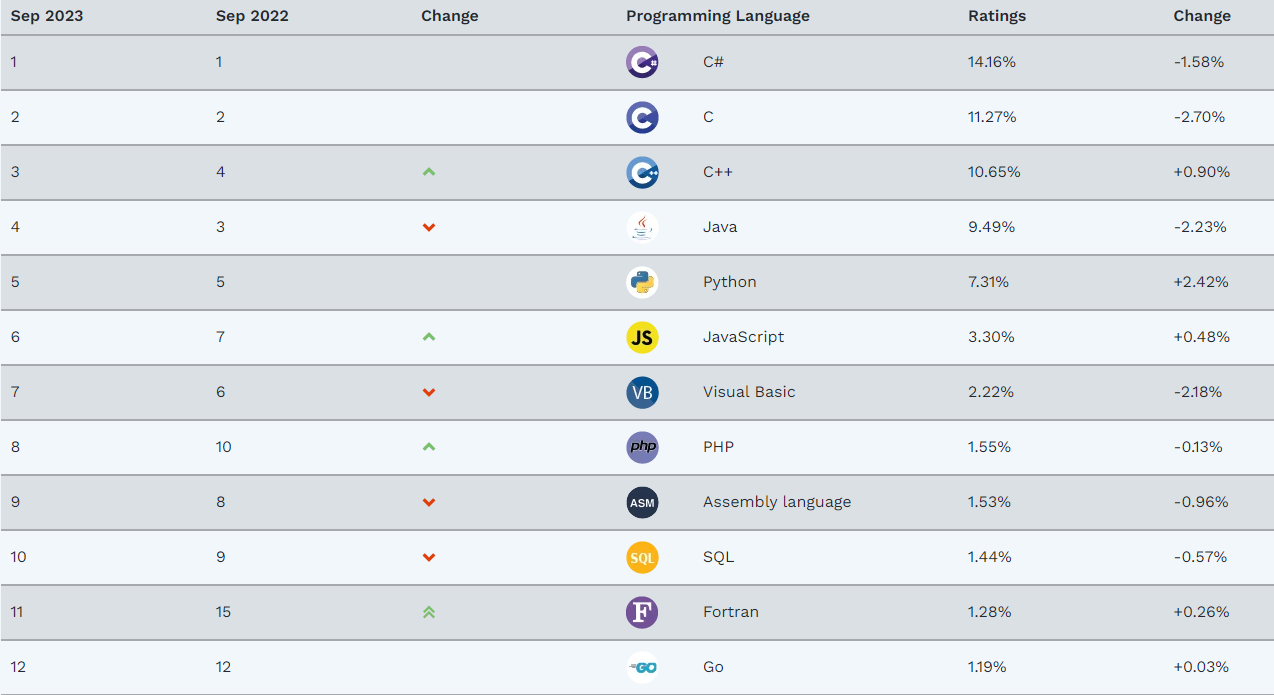 Sep 2023 Sep 2022 Change Programming Language Ratings Change
1 1 C# 14.16% -1.58%
2 2 C 11.27% -2.70%
3 4 C++ 10.65% +0.90%
4 3 Java 9.49% -2.23%
5 5 Python 7.31% +2.42%
6 7 JS JavaScript 3.30% +0.48%
7 6 VB Visual Basic 2.22% -2.18%
8 10 php PHP 1.55% -0.13%
9 8 ASM Assembly language 1.53% -0.96%
10 9 SQL SQL 1.44% -0.57%
11 15 F Fortran 1.28% +0.26%
12 12 GO Go 1.19% +0.03%